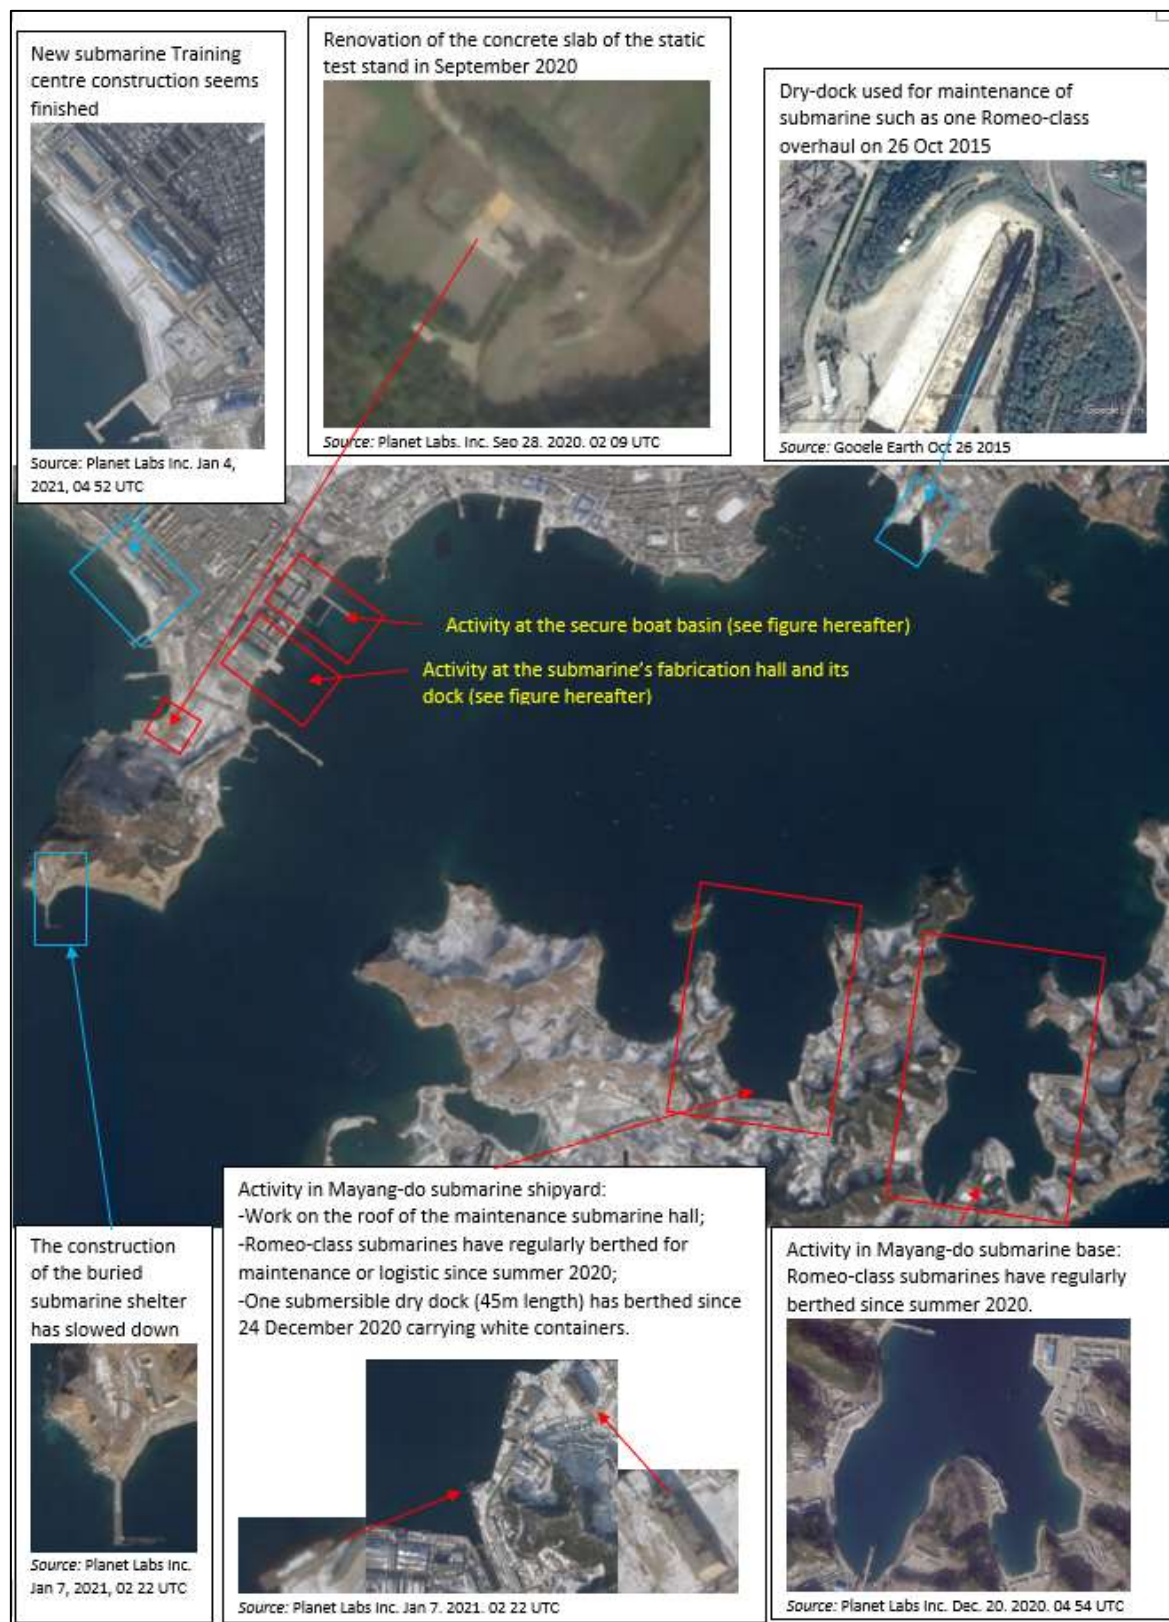 New submarine Training
centre construction seems
finished
Source: Planet Labs Inc. Jan 4,
2021, 04 52 UTC
Renovation of the concrete slab of the static
test stand in September 2020
Source: Planet Labs. Inc. Seo 28. 2020. 02 09 UTC
Dry-dock used for maintenance of
submarine such as one Romeo-class
overhaul on 26 Oct 2015
Google Earth
Source: Gooele Earth Oct 26 2015
Activity at the secure boat basin (see figure hereafter)
Activity at the submarine's fabrication hall and its
dock (see figure hereafter)
The construction
of the buried
submarine shelter
has slowed down
Source: Planet Labs Inc.
Jan 7, 2021, 02 22 UTC
Activity in Mayang-do submarine shipyard:
-Work on the roof of the maintenance submarine hall;
-Romeo-class submarines have regularly berthed for
maintenance or logistic since summer 2020;
-One submersible dry dock (45m length) has berthed since
24 December 2020 carrying white containers.
Source: Planet Labs Inc. Jan 7. 2021. 02 22 UTC
Activity in Mayang-do submarine base:
Romeo-class submarines have regularly
berthed since summer 2020.
Source: Planet Labs Inc. Dec. 20. 2020. 04 54 UTC